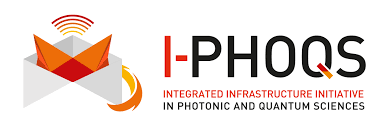 I-PHOQS
INTEGRATED INFRASTRUCTURE INITIATIVE
IN PHOTONIC AND QUANTUM SCIENCES